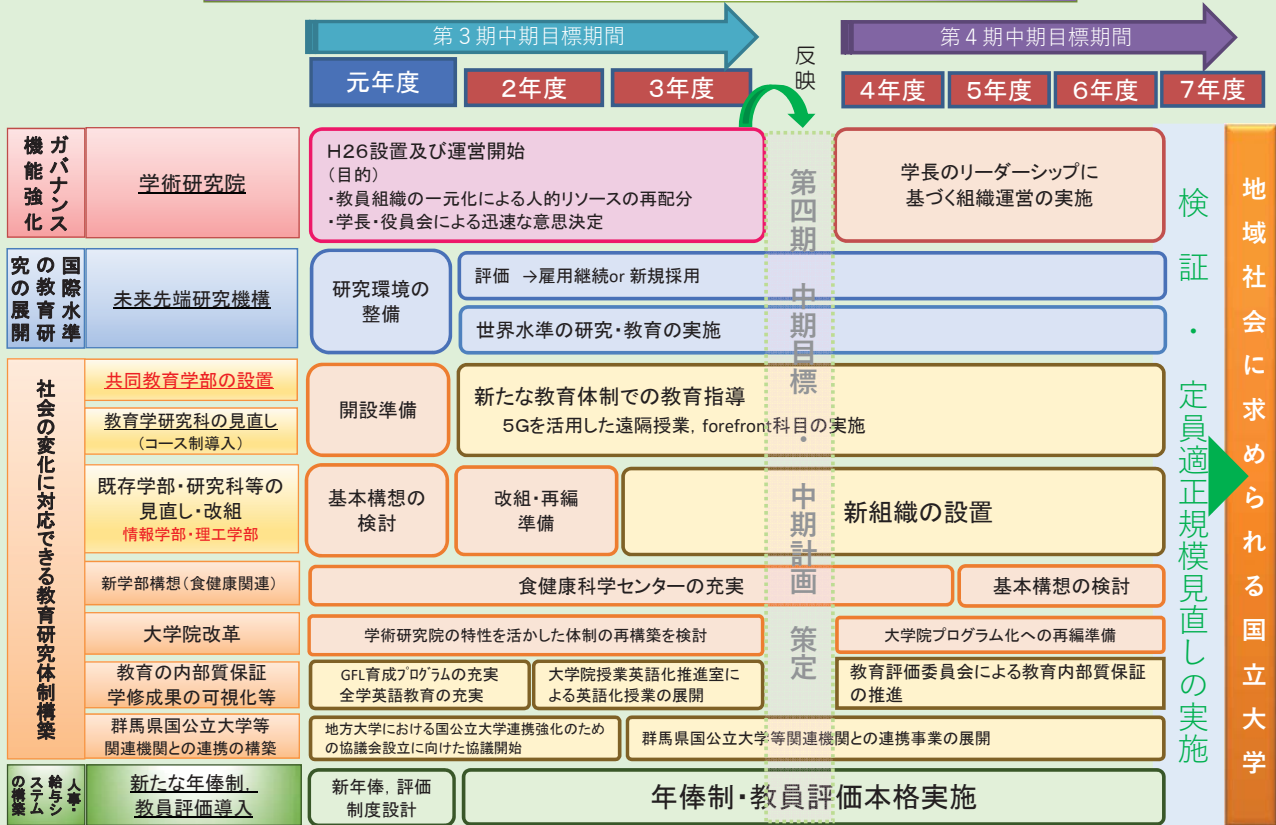 第3期中期目標期間
第4期中期目標期間
反映
元年度
2年度
3年度
4年度
5年度
6年度
7年度
ガバナンス
機能強化
学術研究院
H26設置及び運営開始
(目的)
・教員組織の一元化による人的リソースの再配分
・学長・役員会による迅速な意思決定
学長のリーダーシップに
基づく組織運営の実施
国際水準
の教育研
究の展開
未来先端研究機構
研究環境の
整備
評価 →雇用継続or 新規採用
世界水準の研究・教育の実施
社会の変化に対応できる教育研究体制構築
共同教育学部の設置
教育学研究科の見直し
(コース制導入)
開設準備
新たな教育体制での教育指導
5Gを活用した遠隔授業, forefront科目の実施
既存学部・研究科等の
見直し・改組
情報学部・理工学部
基本構想の
検討
改組・再編
準備
新組織の設置
新学部構想(食健康関連)
食健康科学センターの充実
基本構想の検討
大学院改革
学術研究院の特性を活かした体制の再構築を検討
大学院プログラム化への再編準備
教育の内部質保証
学修成果の可視化等
GFL育成プログラムの充実
全学英語教育の充実
大学院授業英語化推進室に
よる英語化授業の展開
教育評価委員会による教育内部質保証
の推進
群馬県国公立大学等
関連機関との連携の構築
地方大学における国公立大学連携強化のため
の協議会設立に向けた協議開始
群馬県国公立大学等関連機関との連携事業の展開
人事・
給与シ
ステム
の構築
新たな年俸制,
教員評価導入
新年俸, 評価
制度設計
年俸制・教員評価本格実施
第四期 中期目標・中期計画 策定
検証・定員適正規模見直しの実施
地域社会に求められる国立大学